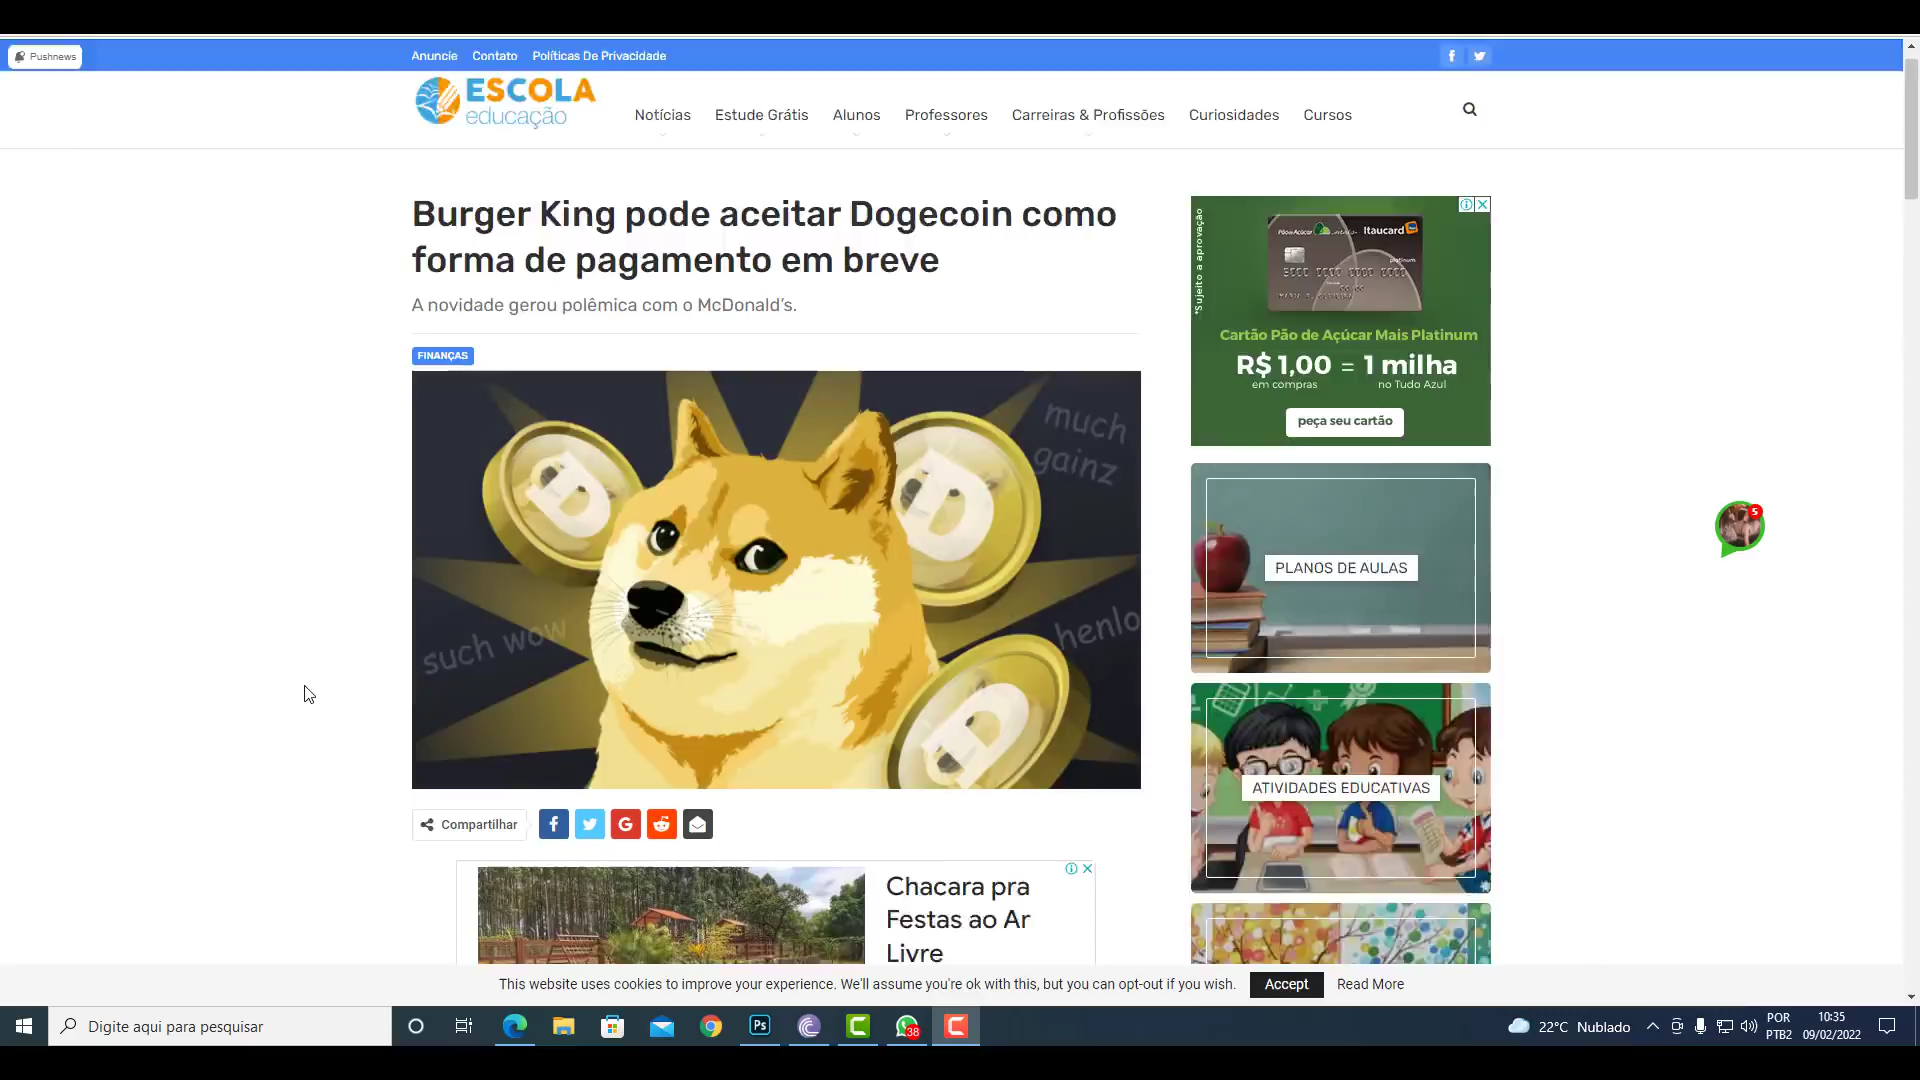 Pushnews
Anuncie Contato Políticas De Privacidade
ESCOLA
educação
Notícias Estude Grátis Alunos Professores Carreiras & Profissões Curiosidades Cursos
Burger King pode aceitar Dogecoin como
forma de pagamento em breve
A novidade gerou polêmica com o McDonald's.
FINANÇAS
much
gainz
such wow
henlo
Compartilhar
Chacara pra
Festas ao Ar
Livre
*Sujeito a aprovação
PãodeAçúcar Itaucard
platinum
Cartão Pão de Açúcar Mais Platinum
R$ 1,00 = 1 milha
em compras no Tudo Azul
peça seu cartão
PLANOS DE AULAS
ATIVIDADES EDUCATIVAS
5
This website uses cookies to improve your experience. We'll assume you're ok with this, but you can opt-out if you wish. Accept Read More
Digite aqui para pesquisar
Ps
38
22°C Nublado
POR
PTB2
10:35
09/02/2022